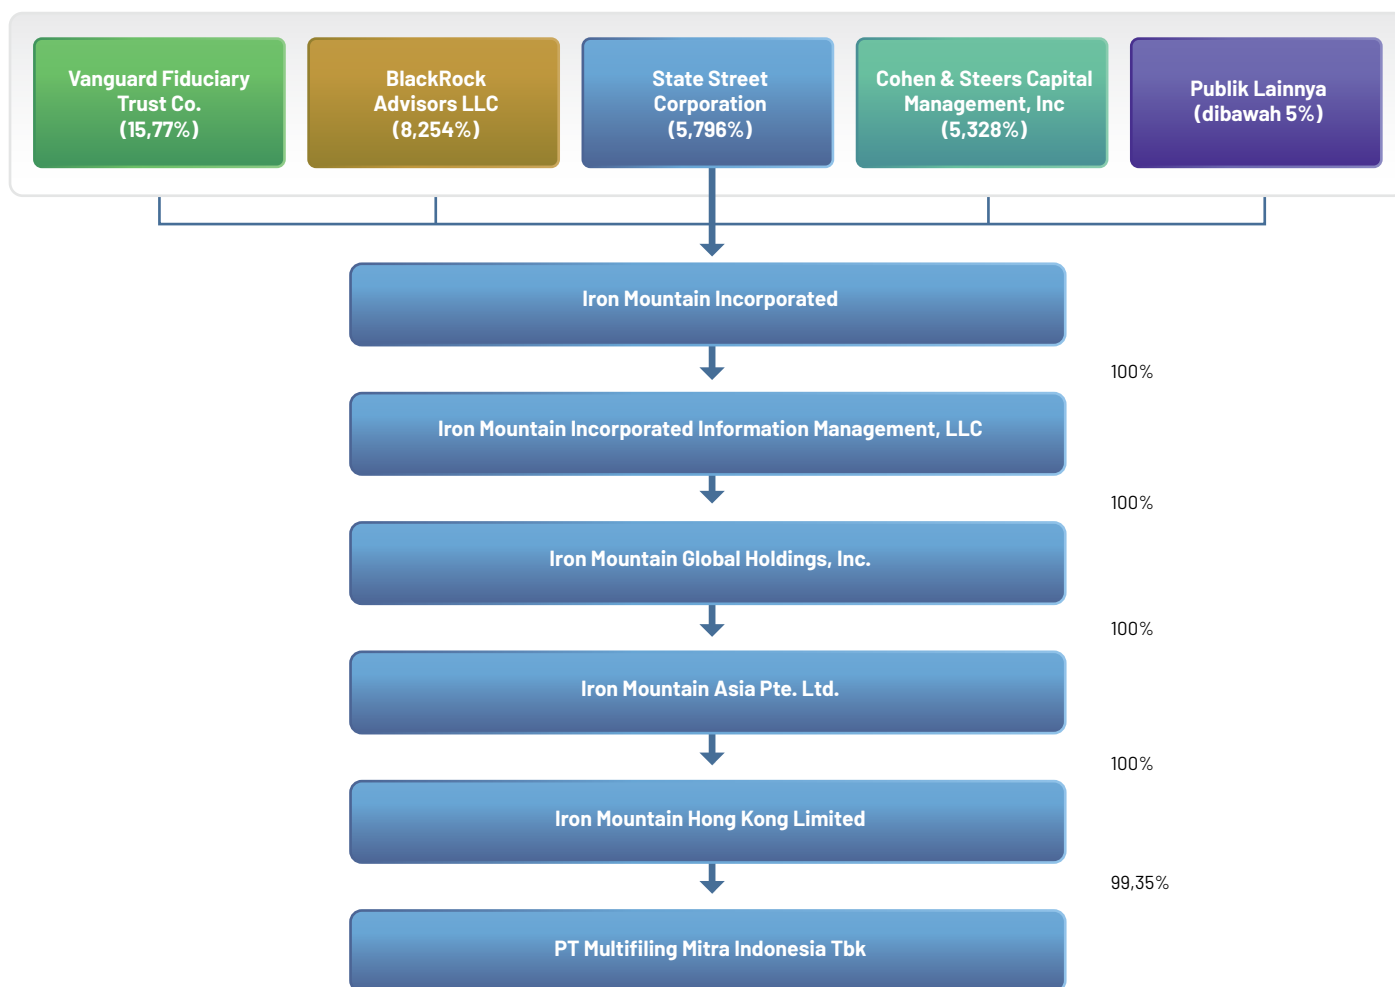 Vanguard Fiduciary
Trust Co.
(15,77%)
BlackRock
Advisors LLC
(8,254%)
State Street
Corporation
(5,796%)
Cohen & Steers Capital
Management, Inc
(5,328%)
Publik Lainnya
(dibawah 5%)
Iron Mountain Incorporated
100%
Iron Mountain Incorporated Information Management, LLC
100%
Iron Mountain Global Holdings, Inc.
100%
Iron Mountain Asia Pte. Ltd.
100%
Iron Mountain Hong Kong Limited
99,35%
PT Multifiling Mitra Indonesia Tbk